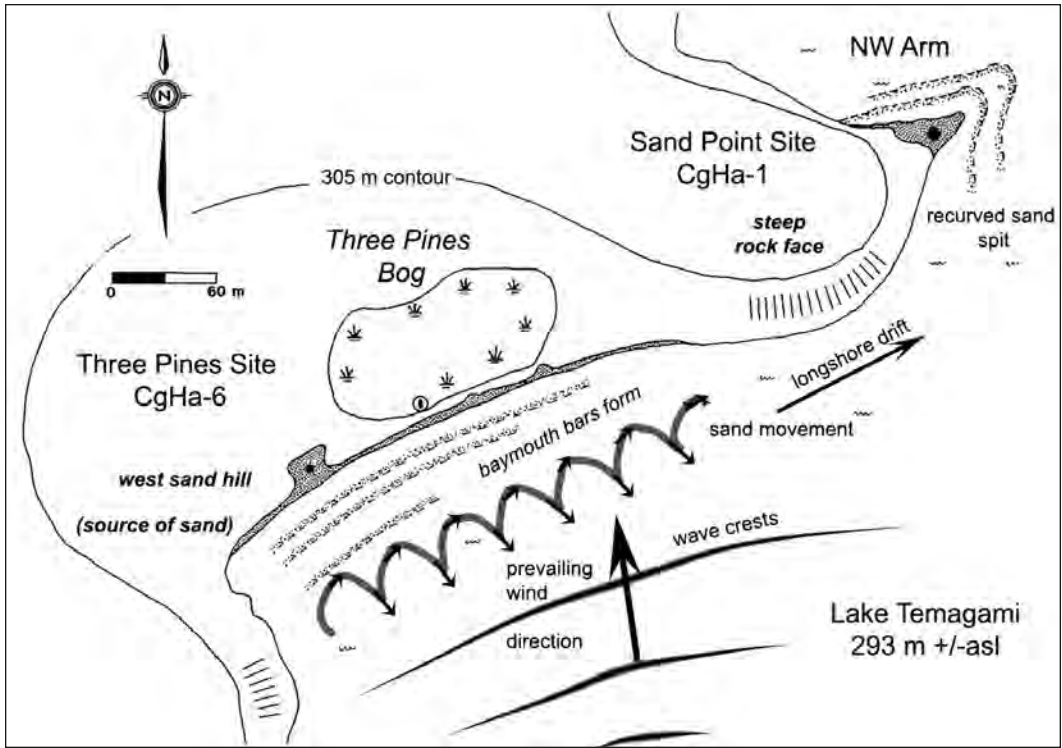 NW Arm
Sand Point Site
CgHa-1
305 m contour
steep
rock face
recurved sand
spit
Three Pines
Bog
N
0 60 m
Three Pines Site
CgHa-6
longshore drift
sand movement
baymouth bars form
west sand hill
(source of sand)
wave crests
prevailing
wind
direction
Lake Temagami
293 m +/-asl